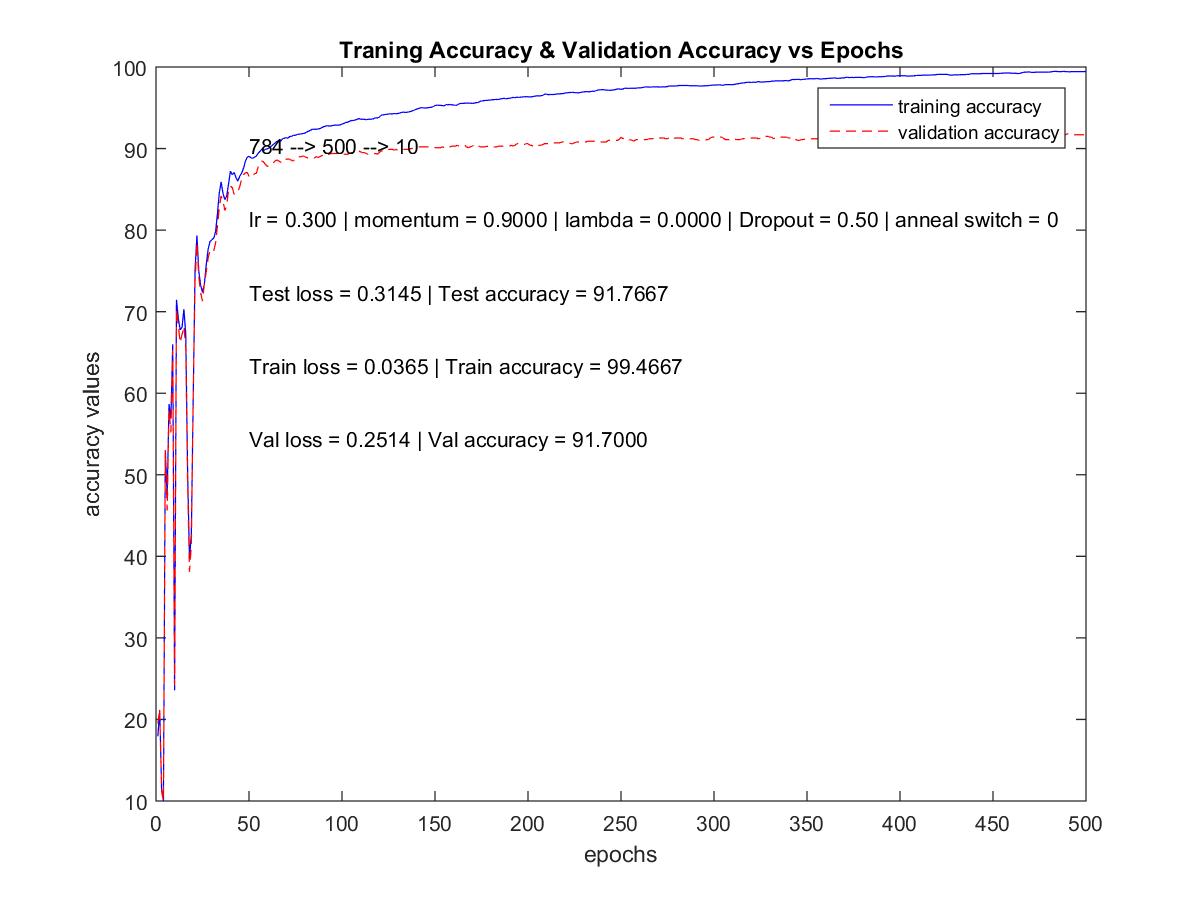 Traning Accuracy & Validation Accuracy vs Epochs
100
90
80
70
60
50
40
30
20
10
accuracy values
training accuracy
validation accuracy
784 --> 500 --> 10
lr = 0.300 | momentum = 0.9000 | lambda = 0.0000 | Dropout = 0.50 | anneal switch = 0
Test loss = 0.3145 | Test accuracy = 91.7667
Train loss = 0.0365 | Train accuracy = 99.4667
Val loss = 0.2514 | Val accuracy = 91.7000
0 50 100 150 200 250 300 350 400 450 500
epochs